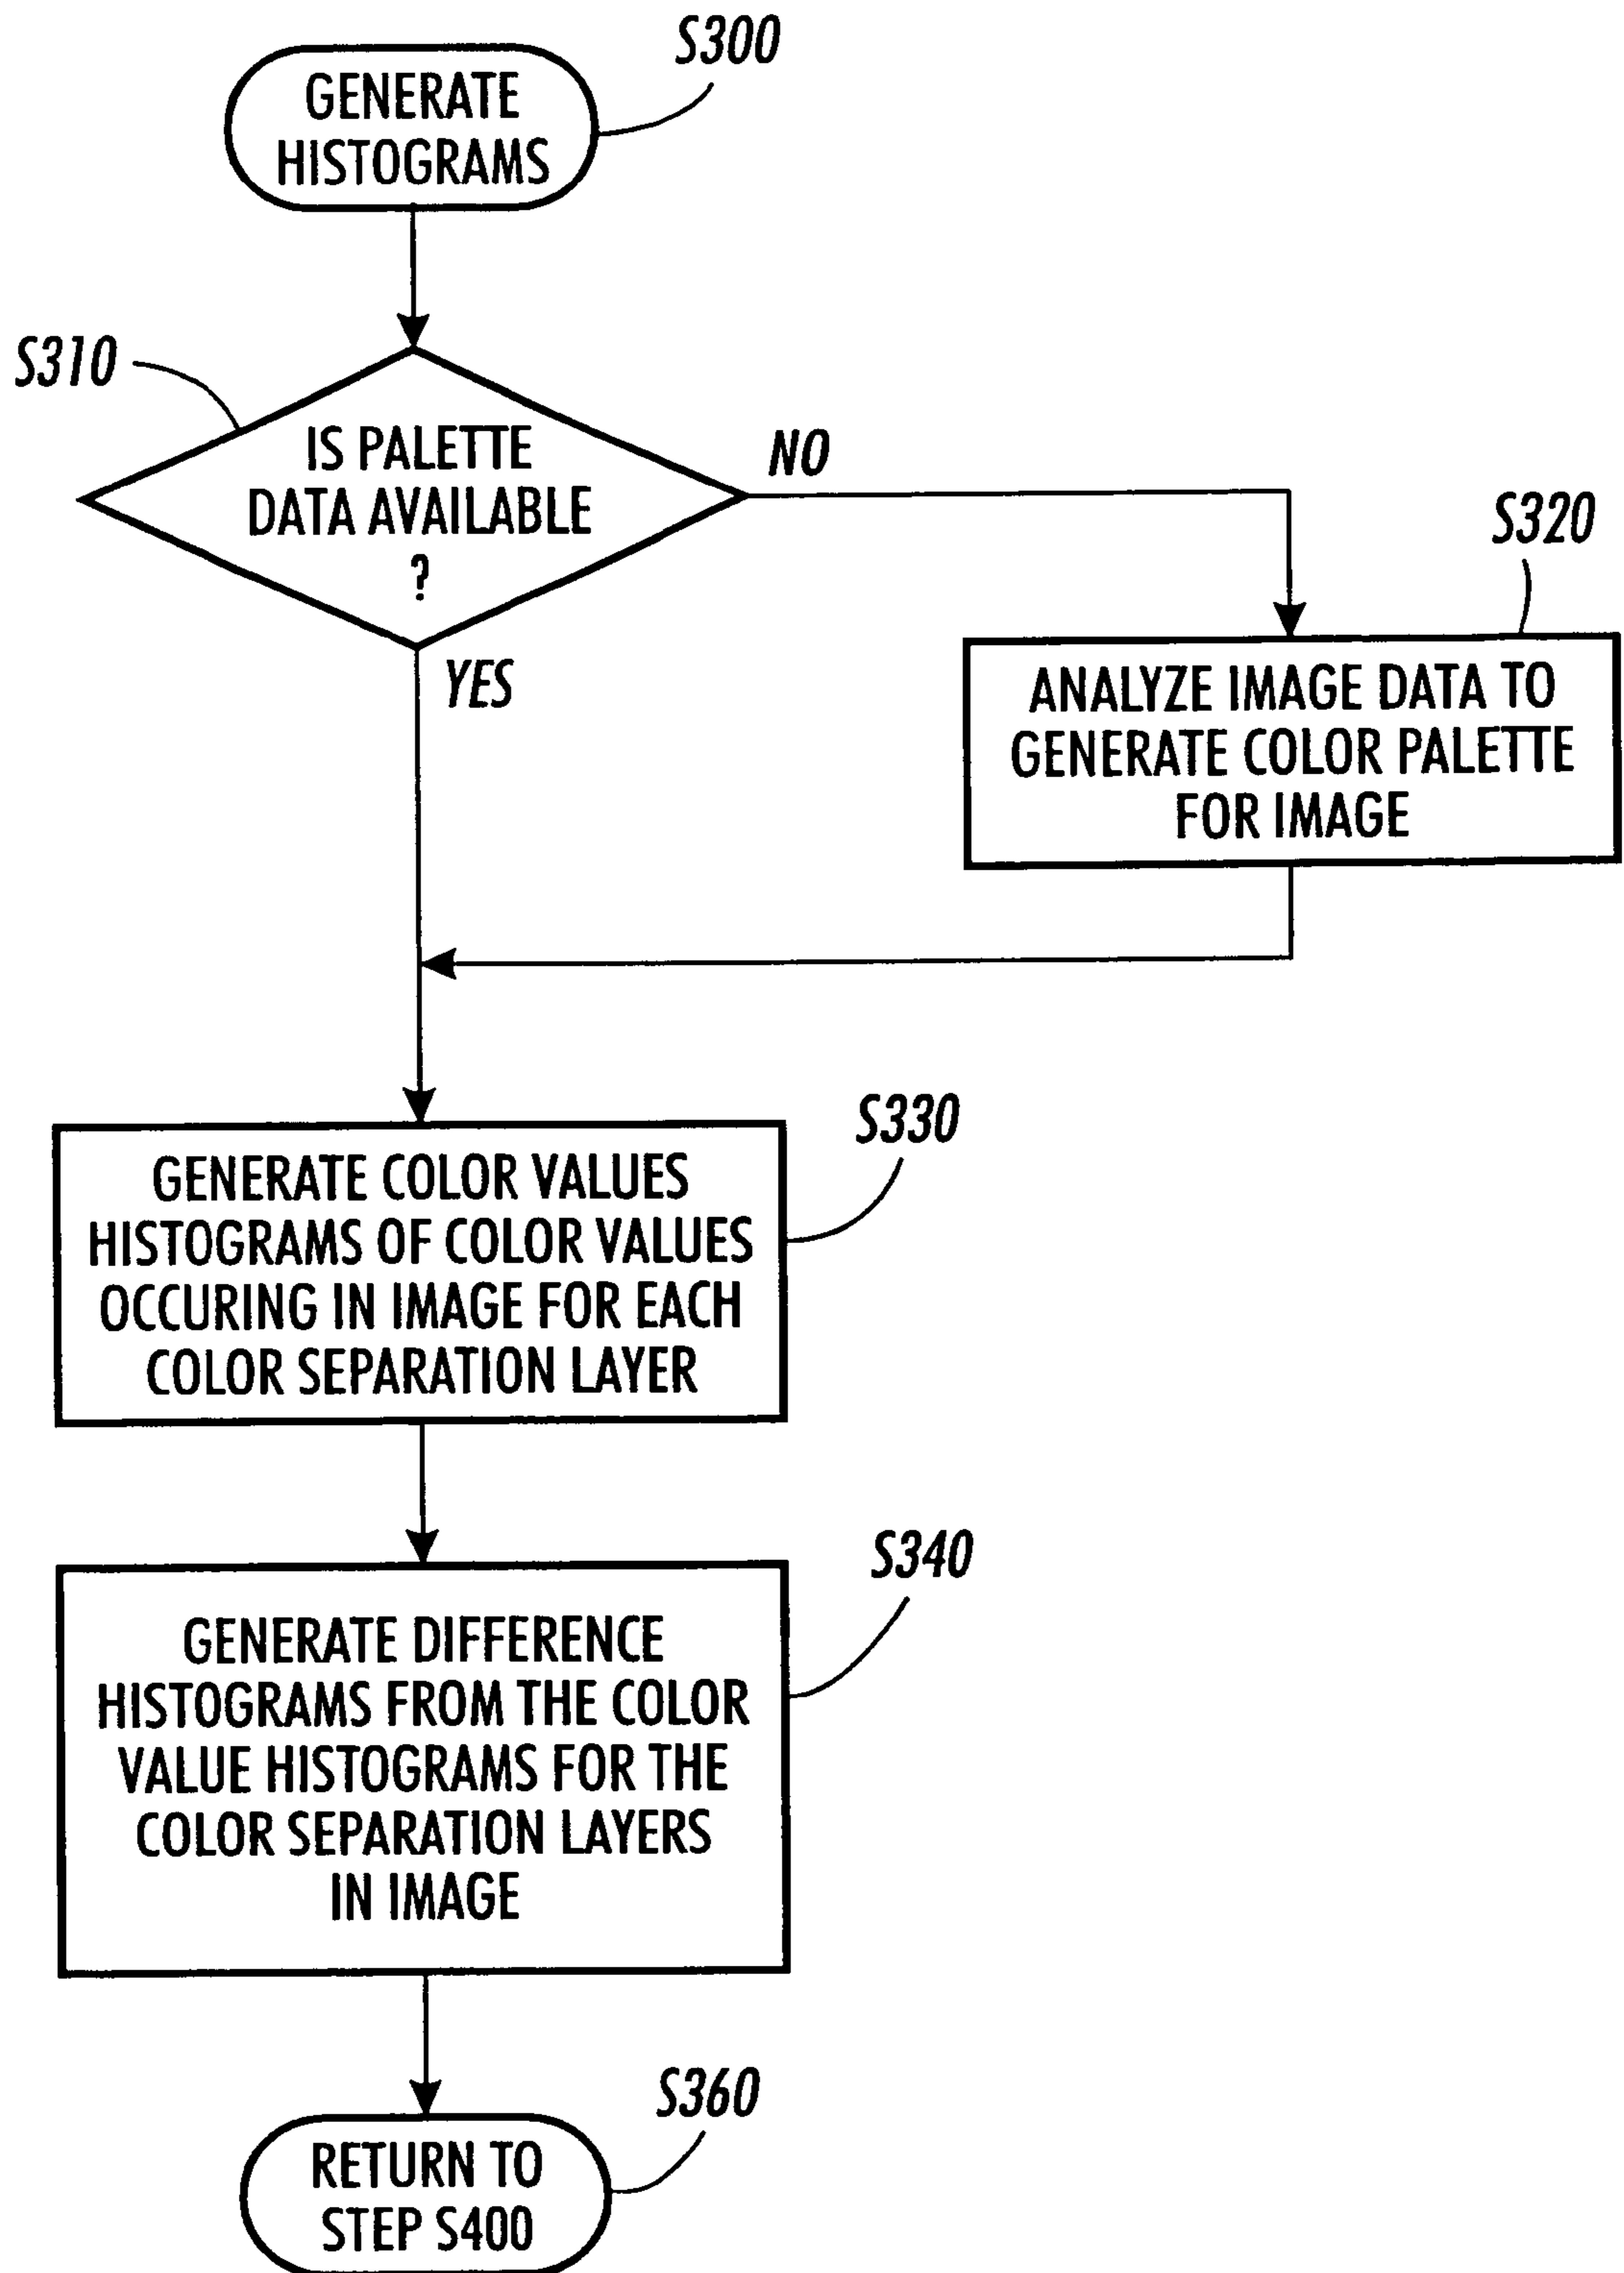 S300
GENERATE
HISTOGRAMS
S310
IS PALETTE
DATA AVAILABLE
?
NO
YES
S320
ANALYZE IMAGE DATA TO
GENERATE COLOR PALETTE
FOR IMAGE
S330
GENERATE COLOR VALUES
HISTOGRAMS OF COLOR VALUES
OCCURING IN IMAGE FOR EACH
COLOR SEPARATION LAYER
S340
GENERATE DIFFERENCE
HISTOGRAMS FROM THE COLOR
VALUE HISTOGRAMS FOR THE
COLOR SEPARATION LAYERS
IN IMAGE
S360
RETURN TO
STEP S400